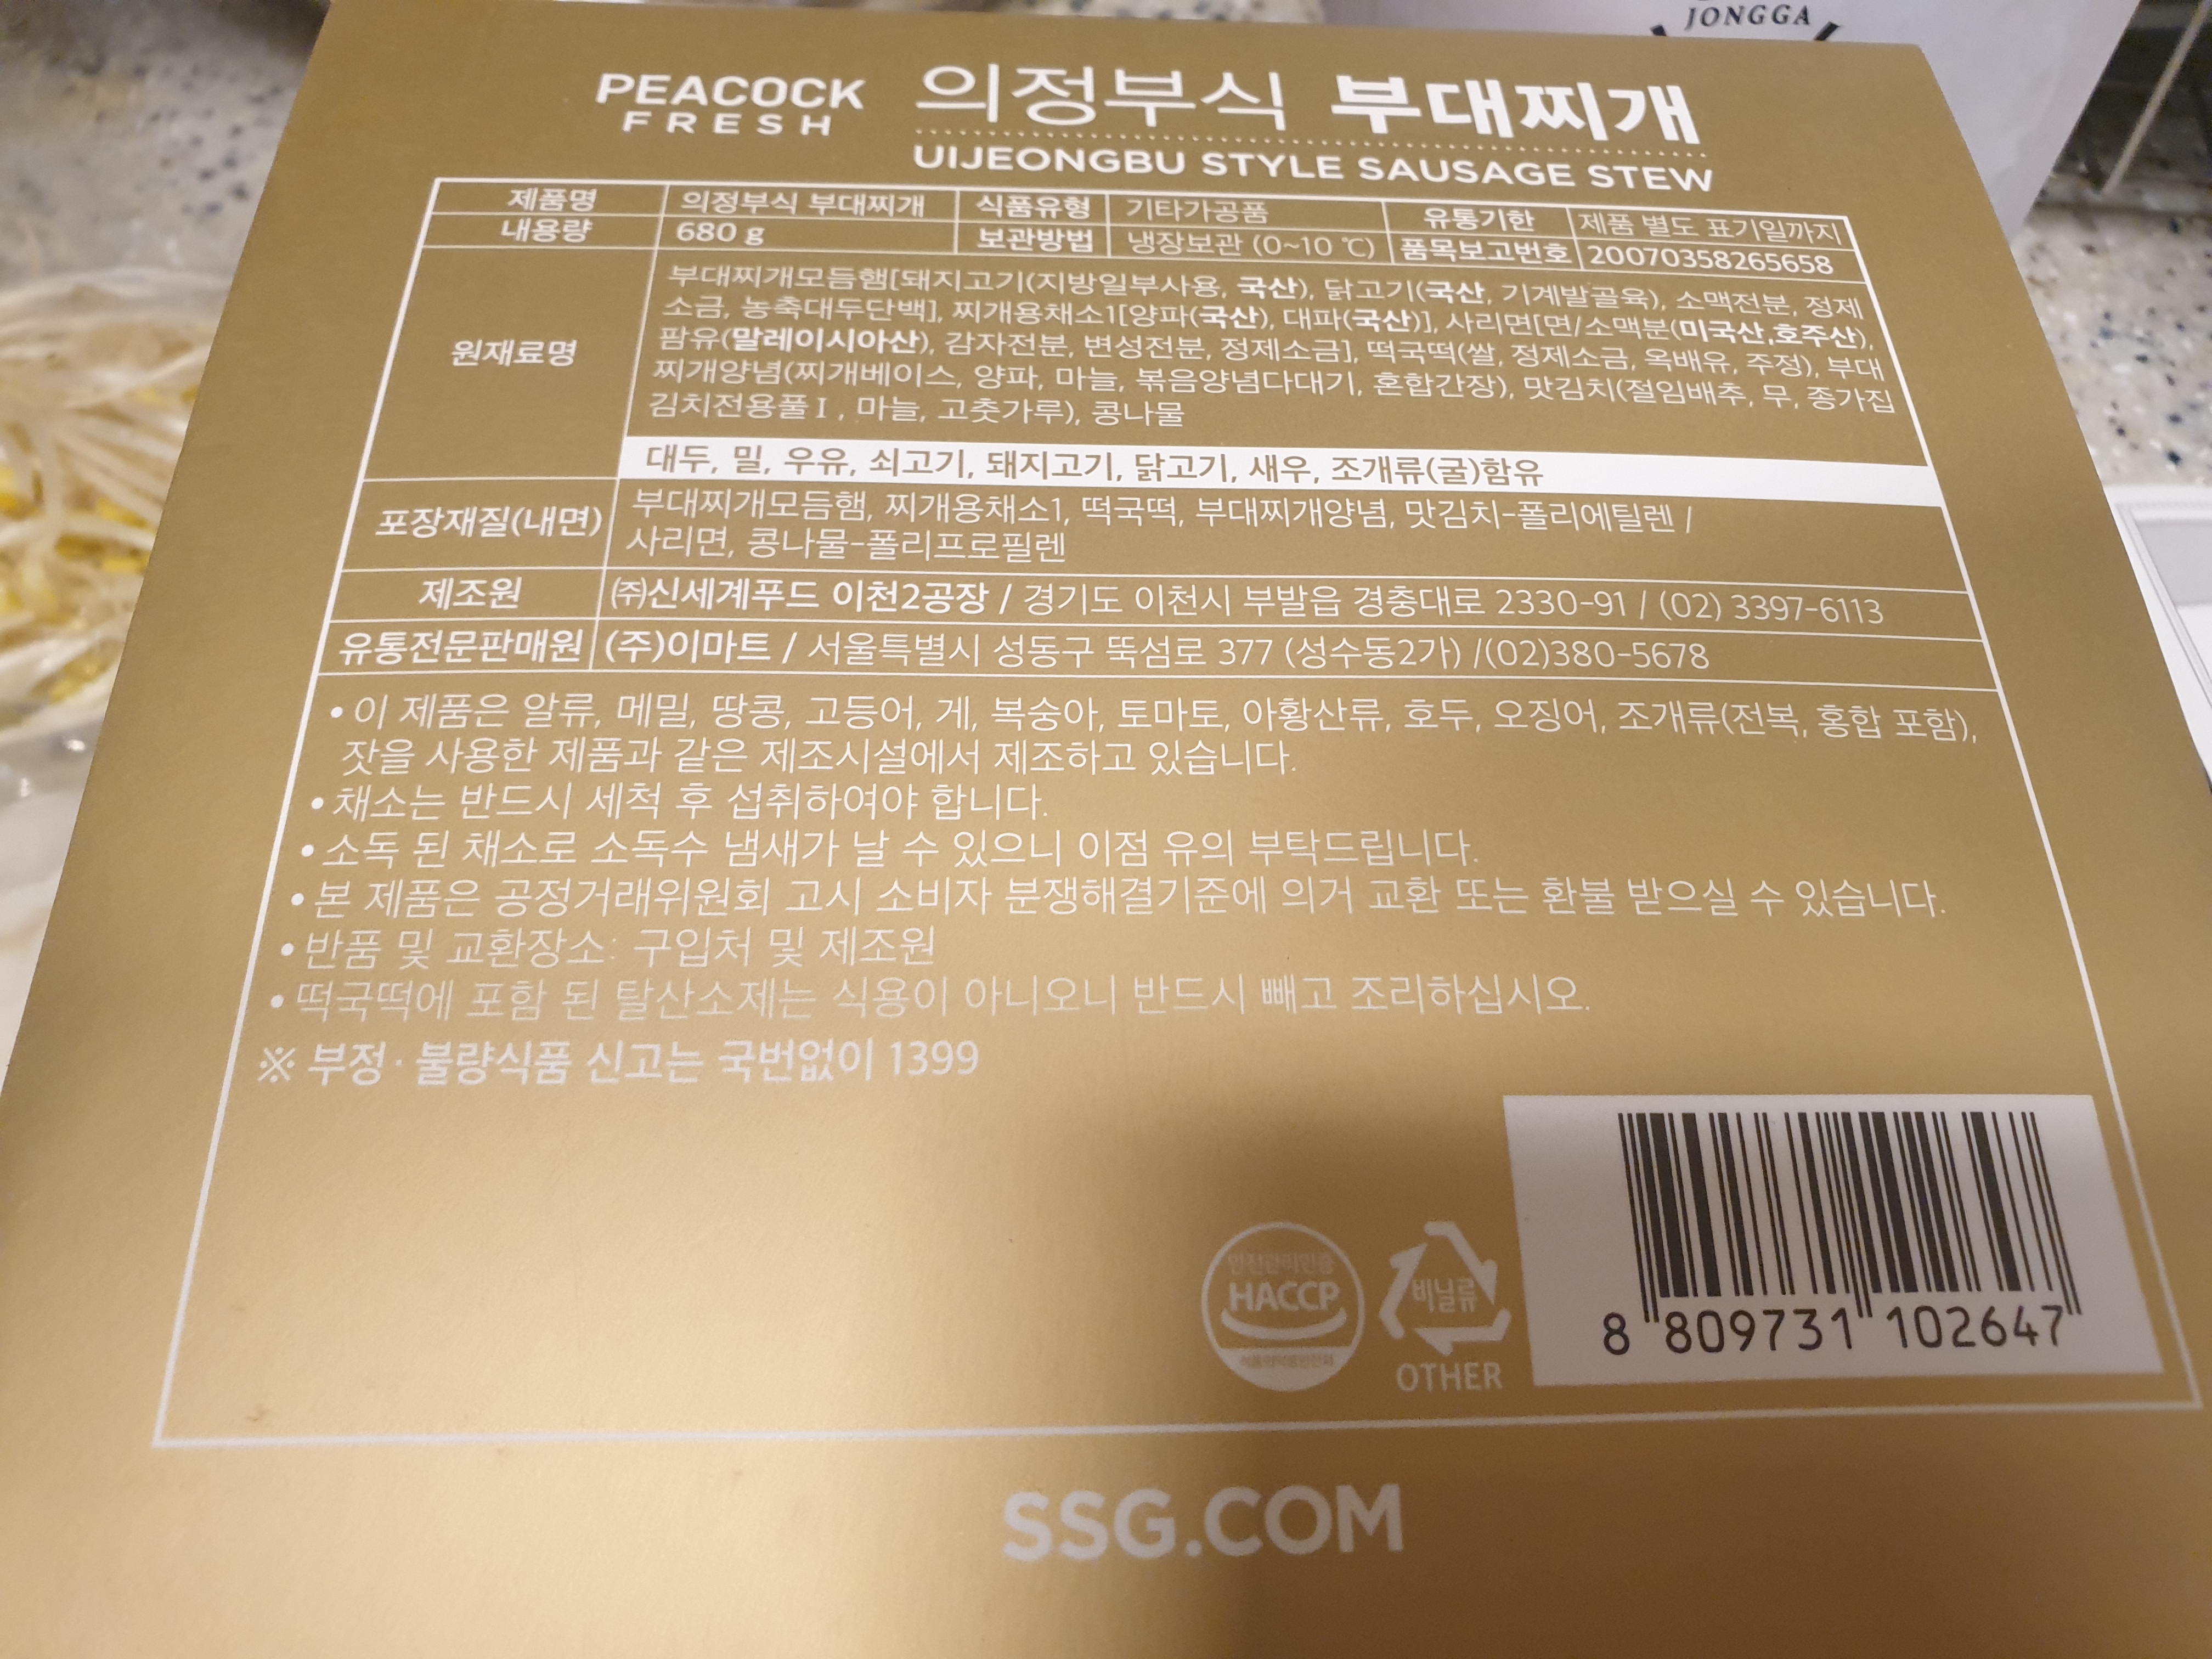 JONGGA
PEACOCK
FRESH
의정부식 부대찌개
UIJEONGBU STYLE SAUSAGE STEW
제품명 의정부식 부대찌개 식품유형 기타가공품 유통기한 제품 별도 표기일까지
내용량 680 g 보관방법 냉장보관 (0~10 ℃) 품목보고번호 20070358265658
원재료명
부대찌개모듬햄[돼지고기(지방일부사용, 국산), 닭고기(국산, 기계발골육), 소맥전분, 정제
소금, 농축대두단백], 찌개용채소1[양파(국산), 대파(국산)], 사리면[면/소맥분(미국산,호주산),
팜유(말레이시아산), 감자전분, 변성전분, 정제소금], 떡국떡(쌀, 정제소금, 옥배유, 주정), 부대
찌개양념(찌개베이스, 양파, 마늘, 볶음양념다대기, 혼합간장), 맛김치(절임배추, 무, 종가집
김치전용풀Ⅰ, 마늘, 고춧가루), 콩나물
대두, 밀, 우유, 쇠고기, 돼지고기, 닭고기, 새우, 조개류(굴)함유
포장재질(내면)
부대찌개모듬햄, 찌개용채소1, 떡국떡, 부대찌개양념, 맛김치-폴리에틸렌 /
사리면, 콩나물-폴리프로필렌
제조원 ㈜신세계푸드 이천2공장 / 경기도 이천시 부발읍 경충대로 2330-91 / (02) 3397-6113
유통전문판매원 (주)이마트 / 서울특별시 성동구 뚝섬로 377 (성수동2가) /(02)380-5678
• 이 제품은 알류, 메밀, 땅콩, 고등어, 게, 복숭아, 토마토, 아황산류, 호두, 오징어, 조개류(전복, 홍합 포함),
잣을 사용한 제품과 같은 제조시설에서 제조하고 있습니다.
• 채소는 반드시 세척 후 섭취하여야 합니다.
• 소독 된 채소로 소독수 냄새가 날 수 있으니 이점 유의 부탁드립니다.
• 본 제품은 공정거래위원회 고시 소비자 분쟁해결기준에 의거 교환 또는 환불 받으실 수 있습니다.
• 반품 및 교환장소: 구입처 및 제조원
• 떡국떡에 포함 된 탈산소제는 식용이 아니오니 반드시 빼고 조리하십시오.
※ 부정·불량식품 신고는 국번없이 1399
안전관리인증
HACCP
식품의약품안전처
비닐류
OTHER
8 809731 102647
SSG.COM